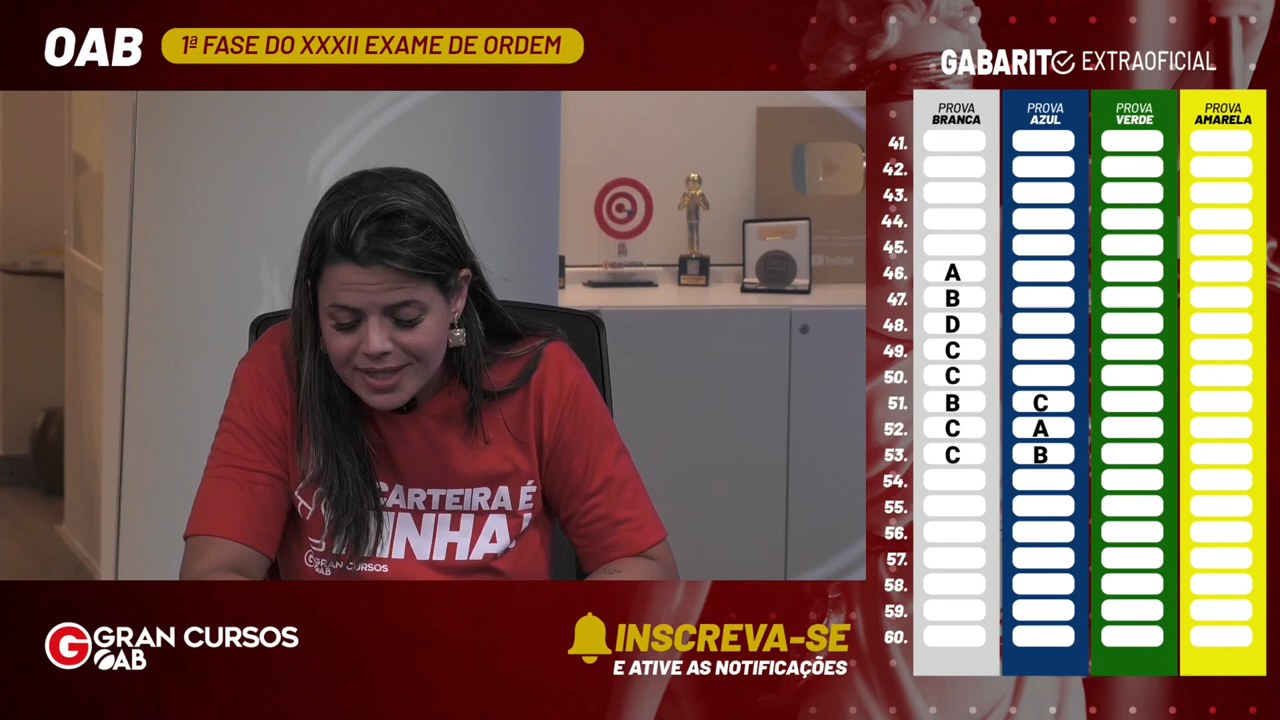 OAB
1ª FASE DO XXXII EXAME DE ORDEM
GABARITO EXTRAOFICIAL
PROVA BRANCA
PROVA AZUL
PROVA VERDE
PROVA AMARELA
41.
42.
43.
44.
45.
46. A
47. B
48. D
49. C
50. C
51. B C
52. C A
53. C B
54.
55.
56.
57.
58.
59.
60.
YouTube
CARTEIRA É
MINHA!
GRAN CURSOS
OAB
G GRAN CURSOS
OAB
INSCREVA-SE
E ATIVE AS NOTIFICAÇÕES